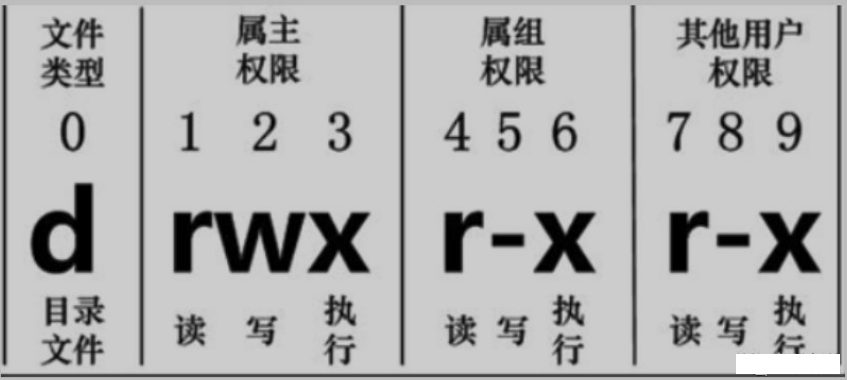 文件 属主 属组 其他用户
类型 权限 权限 权限
0 1 2 3 4 5 6 7 8 9
d rwx r-x r-x
目录 读 写 执 读 写 执 读 写 执
文件 行 行 行